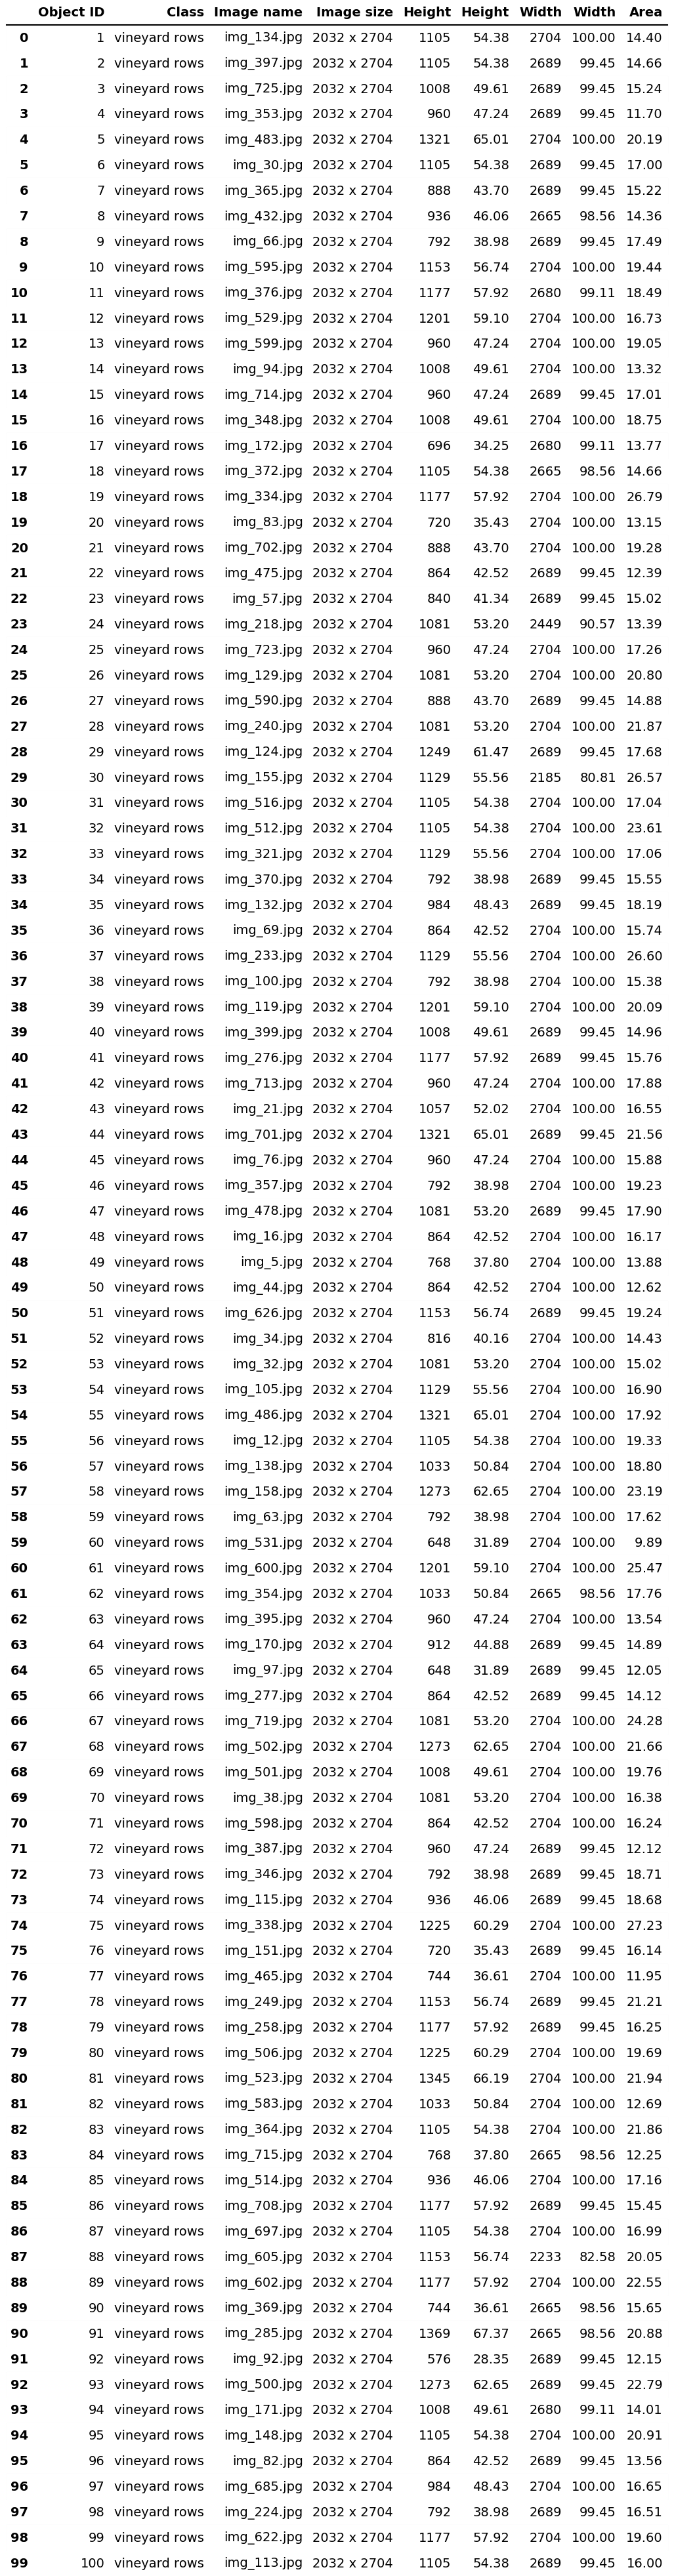 Object ID Class Image name Image size Height Height Width Width Area
0 1 vineyard rows img_134.jpg 2032 x 2704 1105 54.38 2704 100.00 14.40
1 2 vineyard rows img_397.jpg 2032 x 2704 1105 54.38 2689 99.45 14.66
2 3 vineyard rows img_725.jpg 2032 x 2704 1008 49.61 2689 99.45 15.24
3 4 vineyard rows img_353.jpg 2032 x 2704 960 47.24 2689 99.45 11.70
4 5 vineyard rows img_483.jpg 2032 x 2704 1321 65.01 2704 100.00 20.19
5 6 vineyard rows img_30.jpg 2032 x 2704 1105 54.38 2689 99.45 17.00
6 7 vineyard rows img_365.jpg 2032 x 2704 888 43.70 2689 99.45 15.22
7 8 vineyard rows img_432.jpg 2032 x 2704 936 46.06 2665 98.56 14.36
8 9 vineyard rows img_66.jpg 2032 x 2704 792 38.98 2689 99.45 17.49
9 10 vineyard rows img_595.jpg 2032 x 2704 1153 56.74 2704 100.00 19.44
10 11 vineyard rows img_376.jpg 2032 x 2704 1177 57.92 2680 99.11 18.49
11 12 vineyard rows img_529.jpg 2032 x 2704 1201 59.10 2704 100.00 16.73
12 13 vineyard rows img_599.jpg 2032 x 2704 960 47.24 2704 100.00 19.05
13 14 vineyard rows img_94.jpg 2032 x 2704 1008 49.61 2704 100.00 13.32
14 15 vineyard rows img_714.jpg 2032 x 2704 960 47.24 2689 99.45 17.01
15 16 vineyard rows img_348.jpg 2032 x 2704 1008 49.61 2704 100.00 18.75
16 17 vineyard rows img_172.jpg 2032 x 2704 696 34.25 2680 99.11 13.77
17 18 vineyard rows img_372.jpg 2032 x 2704 1105 54.38 2665 98.56 14.66
18 19 vineyard rows img_334.jpg 2032 x 2704 1177 57.92 2704 100.00 26.79
19 20 vineyard rows img_83.jpg 2032 x 2704 720 35.43 2704 100.00 13.15
20 21 vineyard rows img_702.jpg 2032 x 2704 888 43.70 2704 100.00 19.28
21 22 vineyard rows img_475.jpg 2032 x 2704 864 42.52 2689 99.45 12.39
22 23 vineyard rows img_57.jpg 2032 x 2704 840 41.34 2689 99.45 15.02
23 24 vineyard rows img_218.jpg 2032 x 2704 1081 53.20 2449 90.57 13.39
24 25 vineyard rows img_723.jpg 2032 x 2704 960 47.24 2704 100.00 17.26
25 26 vineyard rows img_129.jpg 2032 x 2704 1081 53.20 2704 100.00 20.80
26 27 vineyard rows img_590.jpg 2032 x 2704 888 43.70 2689 99.45 14.88
27 28 vineyard rows img_240.jpg 2032 x 2704 1081 53.20 2704 100.00 21.87
28 29 vineyard rows img_124.jpg 2032 x 2704 1249 61.47 2689 99.45 17.68
29 30 vineyard rows img_155.jpg 2032 x 2704 1129 55.56 2185 80.81 26.57
30 31 vineyard rows img_516.jpg 2032 x 2704 1105 54.38 2704 100.00 17.04
31 32 vineyard rows img_512.jpg 2032 x 2704 1105 54.38 2704 100.00 23.61
32 33 vineyard rows img_321.jpg 2032 x 2704 1129 55.56 2704 100.00 17.06
33 34 vineyard rows img_370.jpg 2032 x 2704 792 38.98 2689 99.45 15.55
34 35 vineyard rows img_132.jpg 2032 x 2704 984 48.43 2689 99.45 18.19
35 36 vineyard rows img_69.jpg 2032 x 2704 864 42.52 2704 100.00 15.74
36 37 vineyard rows img_233.jpg 2032 x 2704 1129 55.56 2704 100.00 26.60
37 38 vineyard rows img_100.jpg 2032 x 2704 792 38.98 2704 100.00 15.38
38 39 vineyard rows img_119.jpg 2032 x 2704 1201 59.10 2704 100.00 20.09
39 40 vineyard rows img_399.jpg 2032 x 2704 1008 49.61 2689 99.45 14.96
40 41 vineyard rows img_276.jpg 2032 x 2704 1177 57.92 2689 99.45 15.76
41 42 vineyard rows img_713.jpg 2032 x 2704 960 47.24 2704 100.00 17.88
42 43 vineyard rows img_21.jpg 2032 x 2704 1057 52.02 2704 100.00 16.55
43 44 vineyard rows img_701.jpg 2032 x 2704 1321 65.01 2689 99.45 21.56
44 45 vineyard rows img_76.jpg 2032 x 2704 960 47.24 2704 100.00 15.88
45 46 vineyard rows img_357.jpg 2032 x 2704 792 38.98 2704 100.00 19.23
46 47 vineyard rows img_478.jpg 2032 x 2704 1081 53.20 2689 99.45 17.90
47 48 vineyard rows img_16.jpg 2032 x 2704 864 42.52 2704 100.00 16.17
48 49 vineyard rows img_5.jpg 2032 x 2704 768 37.80 2704 100.00 13.88
49 50 vineyard rows img_44.jpg 2032 x 2704 864 42.52 2704 100.00 12.62
50 51 vineyard rows img_626.jpg 2032 x 2704 1153 56.74 2689 99.45 19.24
51 52 vineyard rows img_34.jpg 2032 x 2704 816 40.16 2704 100.00 14.43
52 53 vineyard rows img_32.jpg 2032 x 2704 1081 53.20 2704 100.00 15.02
53 54 vineyard rows img_105.jpg 2032 x 2704 1129 55.56 2704 100.00 16.90
54 55 vineyard rows img_486.jpg 2032 x 2704 1321 65.01 2704 100.00 17.92
55 56 vineyard rows img_12.jpg 2032 x 2704 1105 54.38 2704 100.00 19.33
56 57 vineyard rows img_138.jpg 2032 x 2704 1033 50.84 2704 100.00 18.80
57 58 vineyard rows img_158.jpg 2032 x 2704 1273 62.65 2704 100.00 23.19
58 59 vineyard rows img_63.jpg 2032 x 2704 792 38.98 2704 100.00 17.62
59 60 vineyard rows img_531.jpg 2032 x 2704 648 31.89 2704 100.00 9.89
60 61 vineyard rows img_600.jpg 2032 x 2704 1201 59.10 2704 100.00 25.47
61 62 vineyard rows img_354.jpg 2032 x 2704 1033 50.84 2665 98.56 17.76
62 63 vineyard rows img_395.jpg 2032 x 2704 960 47.24 2704 100.00 13.54
63 64 vineyard rows img_170.jpg 2032 x 2704 912 44.88 2689 99.45 14.89
64 65 vineyard rows img_97.jpg 2032 x 2704 648 31.89 2689 99.45 12.05
65 66 vineyard rows img_277.jpg 2032 x 2704 864 42.52 2689 99.45 14.12
66 67 vineyard rows img_719.jpg 2032 x 2704 1081 53.20 2704 100.00 24.28
67 68 vineyard rows img_502.jpg 2032 x 2704 1273 62.65 2704 100.00 21.66
68 69 vineyard rows img_501.jpg 2032 x 2704 1008 49.61 2704 100.00 19.76
69 70 vineyard rows img_38.jpg 2032 x 2704 1081 53.20 2704 100.00 16.38
70 71 vineyard rows img_598.jpg 2032 x 2704 864 42.52 2704 100.00 16.24
71 72 vineyard rows img_387.jpg 2032 x 2704 960 47.24 2689 99.45 12.12
72 73 vineyard rows img_346.jpg 2032 x 2704 792 38.98 2689 99.45 18.71
73 74 vineyard rows img_115.jpg 2032 x 2704 936 46.06 2689 99.45 18.68
74 75 vineyard rows img_338.jpg 2032 x 2704 1225 60.29 2704 100.00 27.23
75 76 vineyard rows img_151.jpg 2032 x 2704 720 35.43 2689 99.45 16.14
76 77 vineyard rows img_465.jpg 2032 x 2704 744 36.61 2704 100.00 11.95
77 78 vineyard rows img_249.jpg 2032 x 2704 1153 56.74 2689 99.45 21.21
78 79 vineyard rows img_258.jpg 2032 x 2704 1177 57.92 2689 99.45 16.25
79 80 vineyard rows img_506.jpg 2032 x 2704 1225 60.29 2704 100.00 19.69
80 81 vineyard rows img_523.jpg 2032 x 2704 1345 66.19 2704 100.00 21.94
81 82 vineyard rows img_583.jpg 2032 x 2704 1033 50.84 2704 100.00 12.69
82 83 vineyard rows img_364.jpg 2032 x 2704 1105 54.38 2704 100.00 21.86
83 84 vineyard rows img_715.jpg 2032 x 2704 768 37.80 2665 98.56 12.25
84 85 vineyard rows img_514.jpg 2032 x 2704 936 46.06 2704 100.00 17.16
85 86 vineyard rows img_708.jpg 2032 x 2704 1177 57.92 2689 99.45 15.45
86 87 vineyard rows img_697.jpg 2032 x 2704 1105 54.38 2704 100.00 16.99
87 88 vineyard rows img_605.jpg 2032 x 2704 1153 56.74 2233 82.58 20.05
88 89 vineyard rows img_602.jpg 2032 x 2704 1177 57.92 2704 100.00 22.55
89 90 vineyard rows img_369.jpg 2032 x 2704 744 36.61 2665 98.56 15.65
90 91 vineyard rows img_285.jpg 2032 x 2704 1369 67.37 2665 98.56 20.88
91 92 vineyard rows img_92.jpg 2032 x 2704 576 28.35 2689 99.45 12.15
92 93 vineyard rows img_500.jpg 2032 x 2704 1273 62.65 2689 99.45 22.79
93 94 vineyard rows img_171.jpg 2032 x 2704 1008 49.61 2680 99.11 14.01
94 95 vineyard rows img_148.jpg 2032 x 2704 1105 54.38 2704 100.00 20.91
95 96 vineyard rows img_82.jpg 2032 x 2704 864 42.52 2689 99.45 13.56
96 97 vineyard rows img_685.jpg 2032 x 2704 984 48.43 2704 100.00 16.65
97 98 vineyard rows img_224.jpg 2032 x 2704 792 38.98 2689 99.45 16.51
98 99 vineyard rows img_622.jpg 2032 x 2704 1177 57.92 2704 100.00 19.60
99 100 vineyard rows img_113.jpg 2032 x 2704 1105 54.38 2689 99.45 16.00